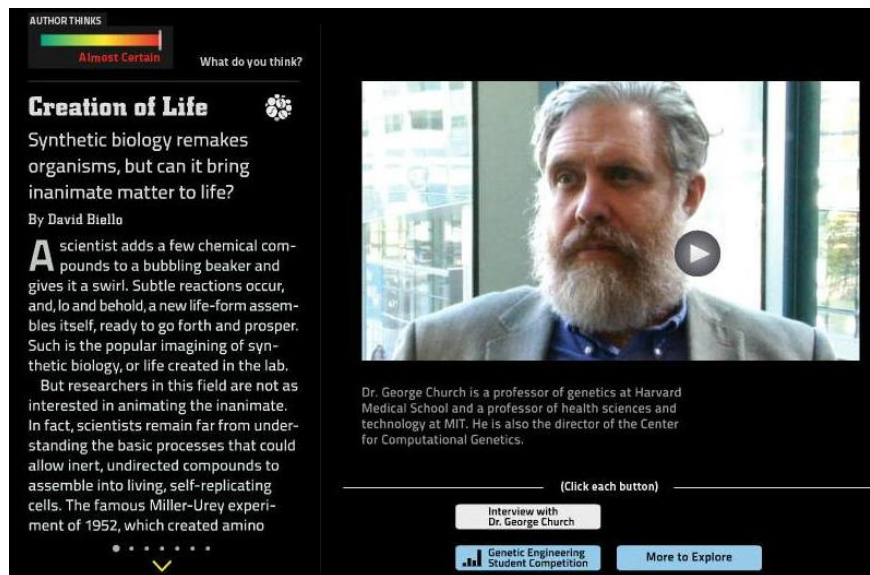 AUTHOR THINKS
Almost Certain
What do you think?
Creation of Life
Synthetic biology remakes
organisms, but can it bring
inanimate matter to life?
By David Biello
A scientist adds a few chemical com-
pounds to a bubbling beaker and
gives it a swirl. Subtle reactions occur,
and, lo and behold, a new life-form assem-
bles itself, ready to go forth and prosper.
Such is the popular imagining of syn-
thetic biology, or life created in the lab.
But researchers in this field are not as
interested in animating the inanimate.
In fact, scientists remain far from under-
standing the basic processes that could
allow inert, undirected compounds to
assemble into living, self-replicating
cells. The famous Miller-Urey experi-
ment of 1952, which created amino
Dr. George Church is a professor of genetics at Harvard
Medical School and a professor of health sciences and
technology at MIT. He is also the director of the Center
for Computational Genetics.
(Click each button)
Interview with
Dr. George Church
Genetic Engineering
Student Competition
More to Explore